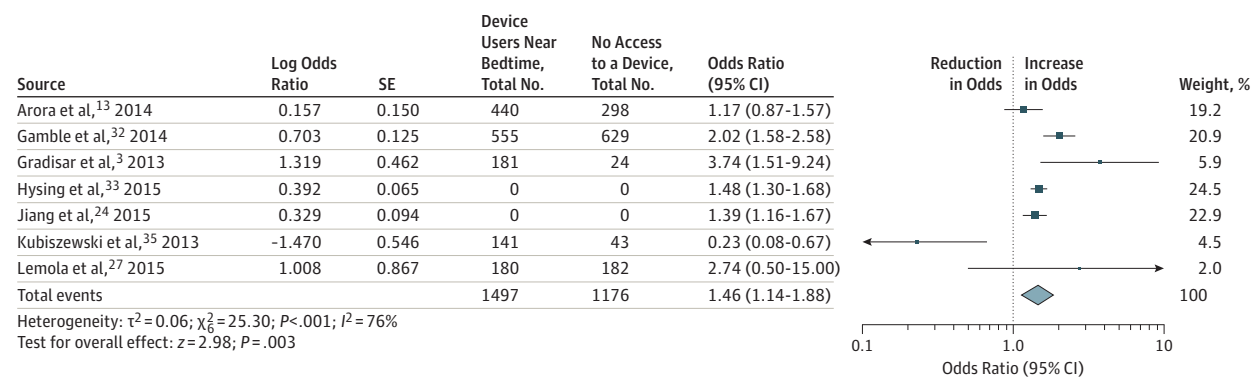 Source Log Odds Ratio SE Device Users Near Bedtime, Total No. No Access to a Device, Total No. Odds Ratio (95% CI) Reduction in Odds Increase in Odds Weight, %
Arora et al,13 2014 0.157 0.150 440 298 1.17 (0.87-1.57) 19.2
Gamble et al,32 2014 0.703 0.125 555 629 2.02 (1.58-2.58) 20.9
Gradisar et al,3 2013 1.319 0.462 181 24 3.74 (1.51-9.24) 5.9
Hysing et al,33 2015 0.392 0.065 0 0 1.48 (1.30-1.68) 24.5
Jiang et al,24 2015 0.329 0.094 0 0 1.39 (1.16-1.67) 22.9
Kubiszewski et al,35 2013 -1.470 0.546 141 43 0.23 (0.08-0.67) 4.5
Lemola et al,27 2015 1.008 0.867 180 182 2.74 (0.50-15.00) 2.0
Total events 1497 1176 1.46 (1.14-1.88) 100
Heterogeneity: τ2 = 0.06; χ26 = 25.30; P<.001; I2 = 76%
Test for overall effect: z = 2.98; P = .003
0.1 1.0 10
Odds Ratio (95% CI)